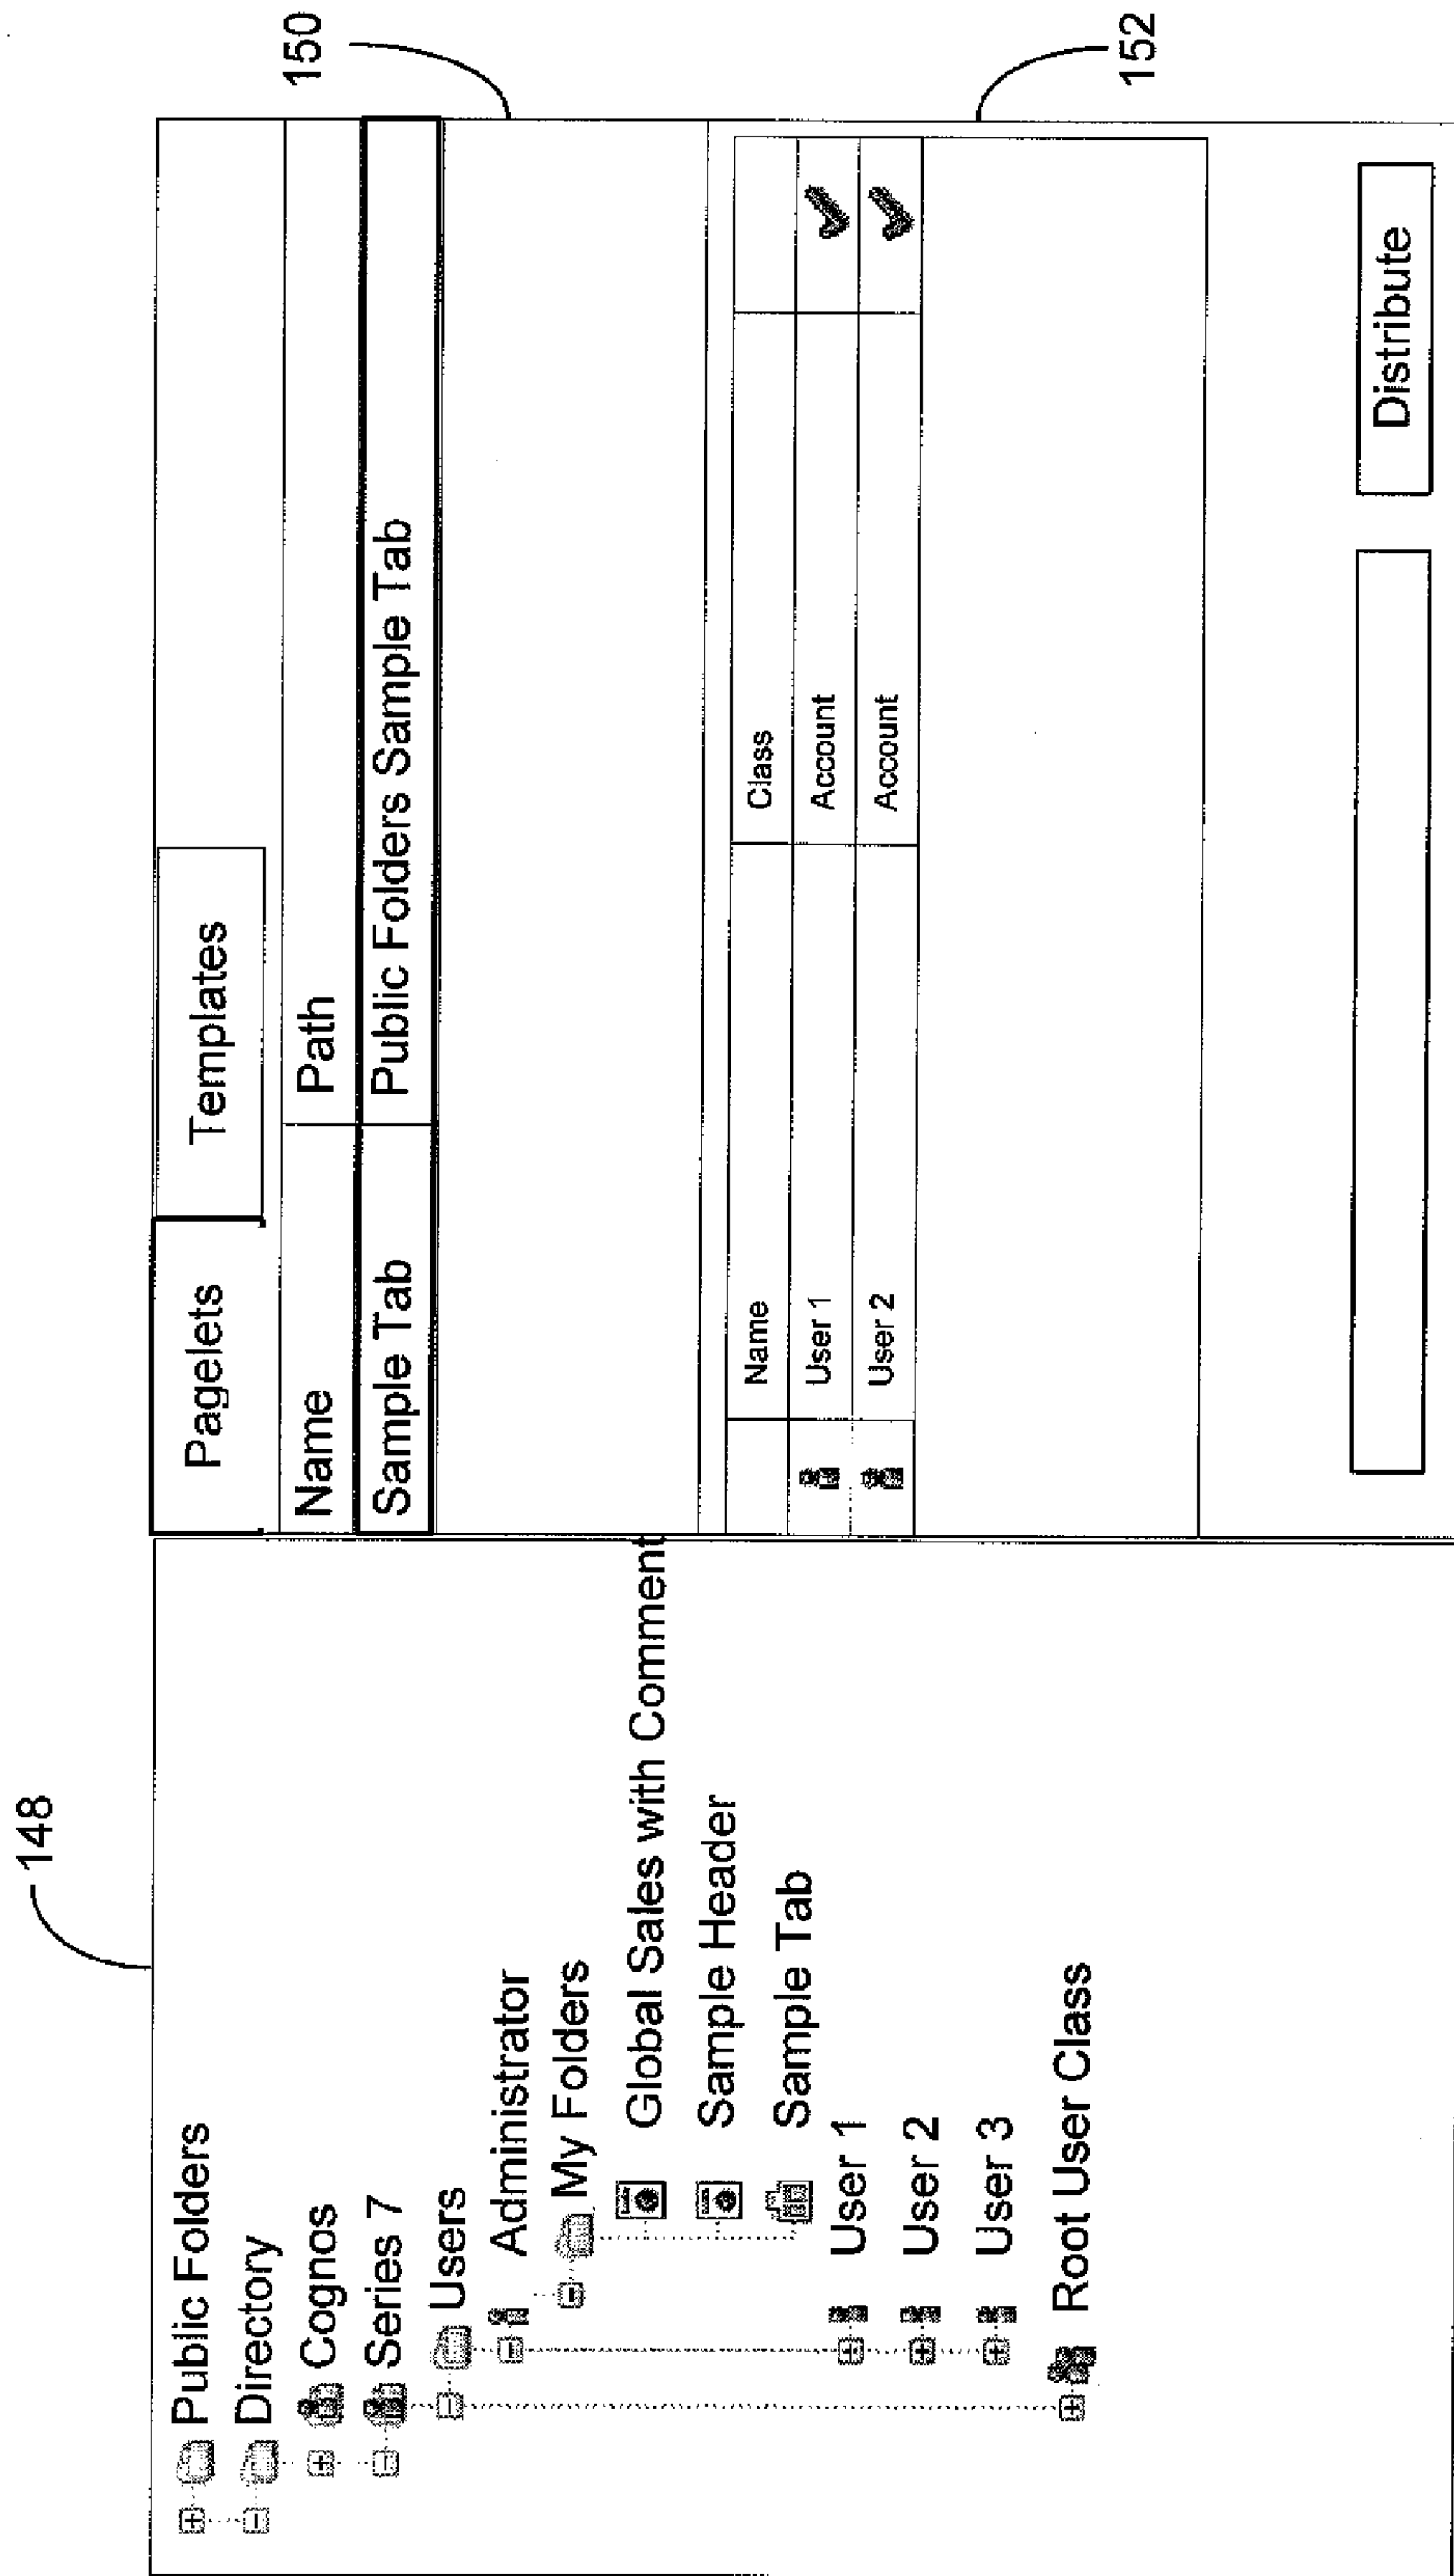 148
Public Folders
Directory
Cognos
Series 7
Users
Administrator
My Folders
Global Sales with Comment
Sample Header
Sample Tab
User 1
User 2
User 3
Root User Class
Pagelets Templates
Name Path
Sample Tab Public Folders Sample Tab
150
Name Class
User 1 Account
User 2 Account
152
Distribute